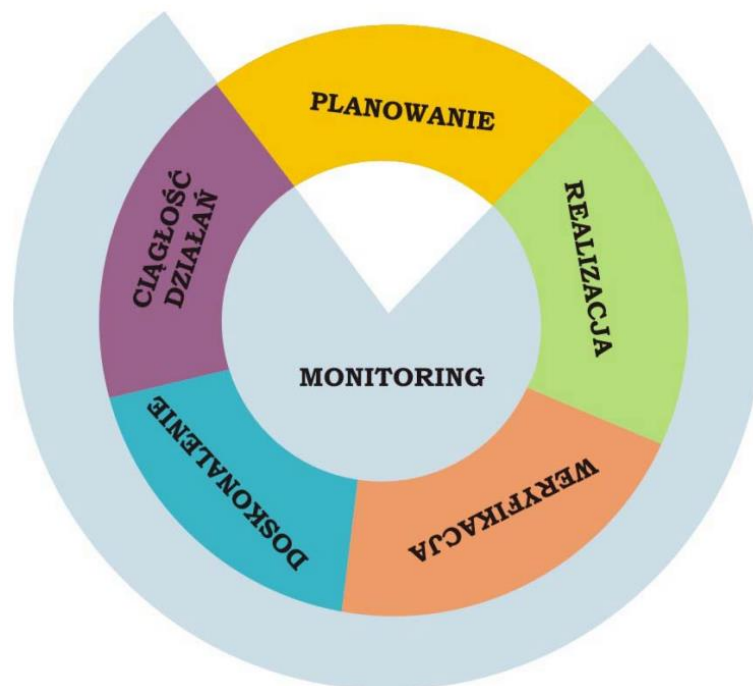 PLANOWANIE
REALIZACJA
WERYFIKACJA
DOSKONALENIE
CIĄGŁOŚĆ
DZIAŁAŃ
MONITORING